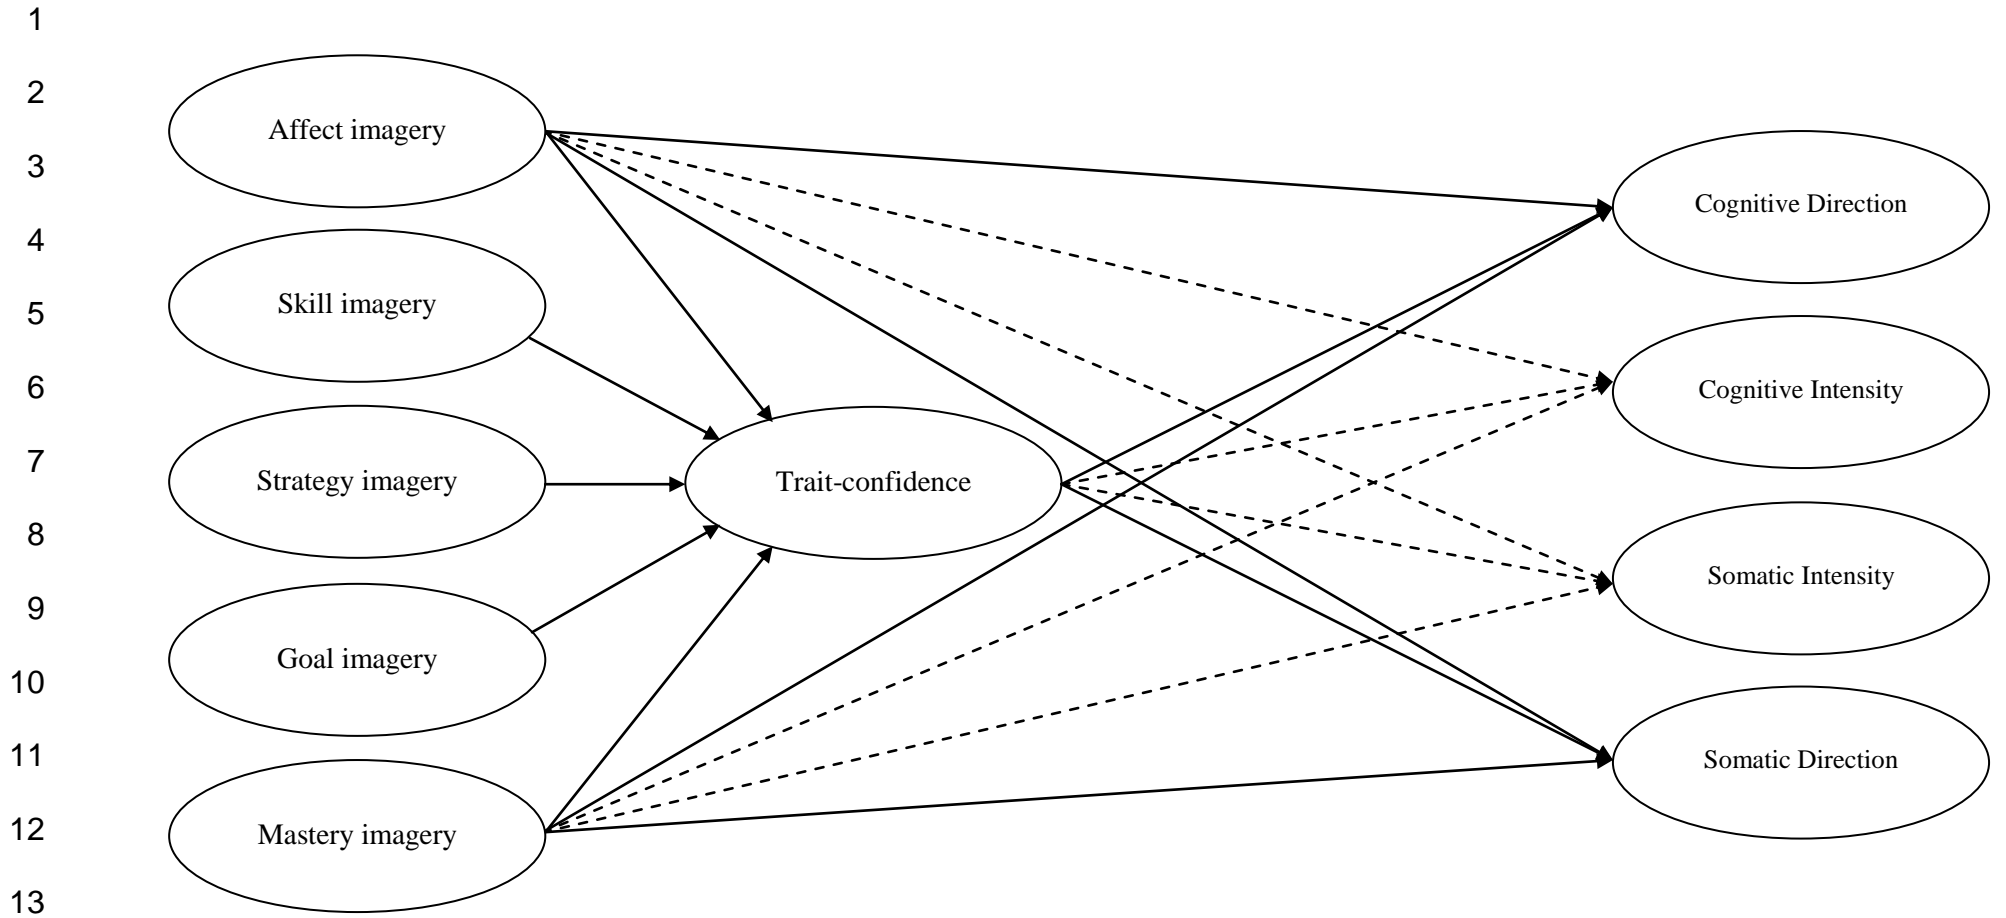 1
2
Affect imagery
3
Cognitive Direction
4
Skill imagery
5
Cognitive Intensity
6
7
Strategy imagery
Trait-confidence
8
Somatic Intensity
9
Goal imagery
10
11
Somatic Direction
12
Mastery imagery
13